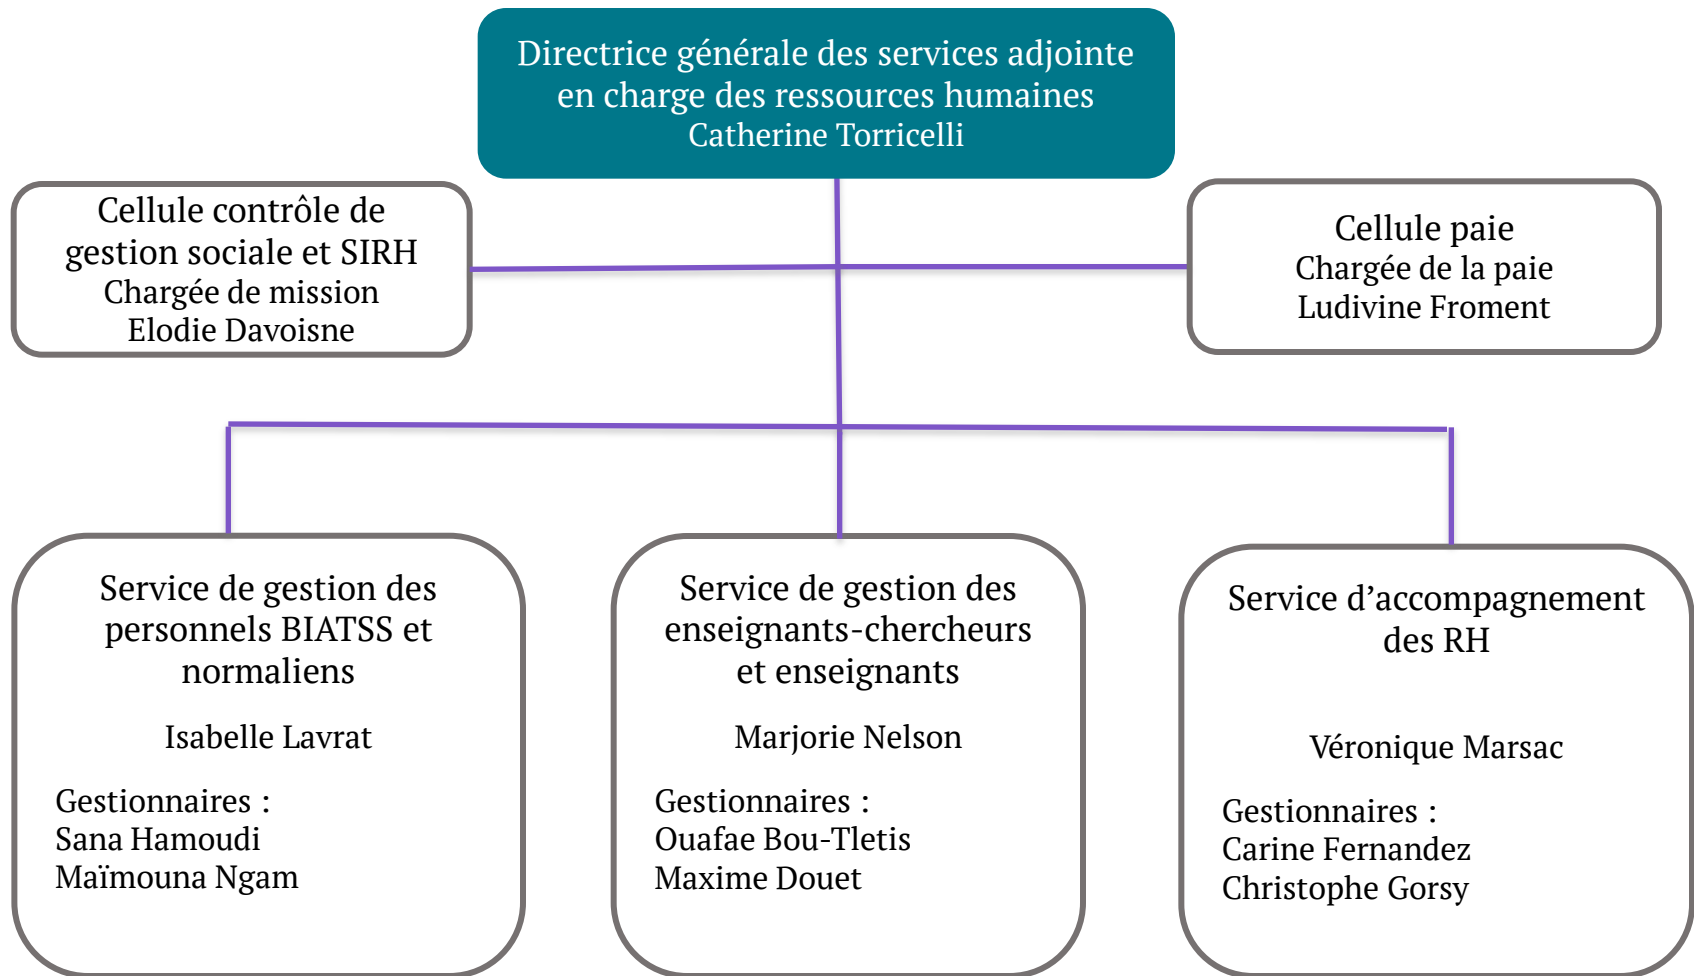 Directrice générale des services adjointe
en charge des ressources humaines
Catherine Torricelli
Cellule contrôle de
gestion sociale et SIRH
Chargée de mission
Elodie Davoisne
Cellule paie
Chargée de la paie
Ludivine Froment
Service de gestion des
personnels BIATSS et
normaliens
Isabelle Lavrat
Gestionnaires :
Sana Hamoudi
Maïmouna Ngam
Service de gestion des
enseignants-chercheurs
et enseignants
Marjorie Nelson
Gestionnaires :
Ouafae Bou-Tletis
Maxime Douet
Service d’accompagnement
des RH
Véronique Marsac
Gestionnaires :
Carine Fernandez
Christophe Gorsy